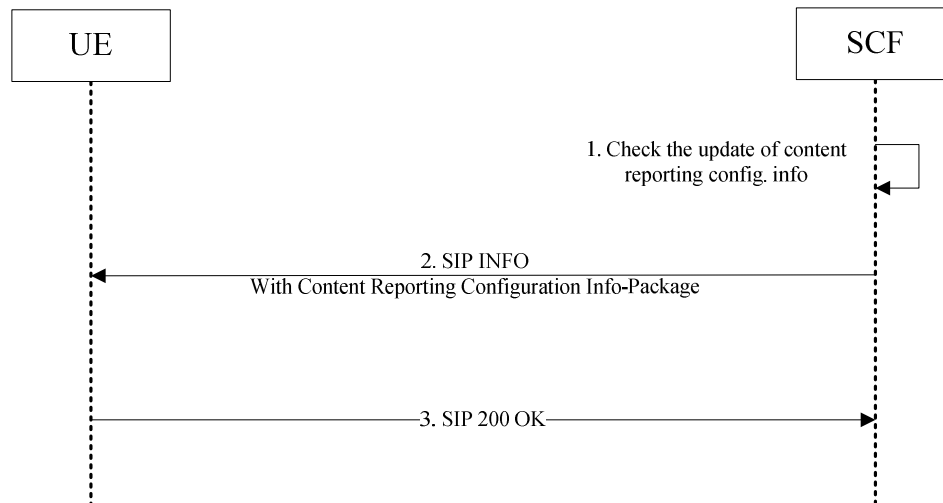 UE
SCF
1. Check the update of content
reporting config. info
2. SIP INFO
With Content Reporting Configuration Info-Package
3. SIP 200 OK